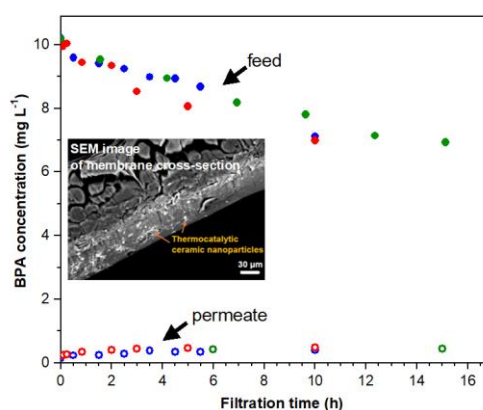 10
8
6
4
2
0
BPA concentration (mg L⁻¹)
feed
SEM image
of membrane cross-section
Thermocatalytic
ceramic nanoparticles
30 µm
permeate
0 2 4 6 8 10 12 14 16
Filtration time (h)